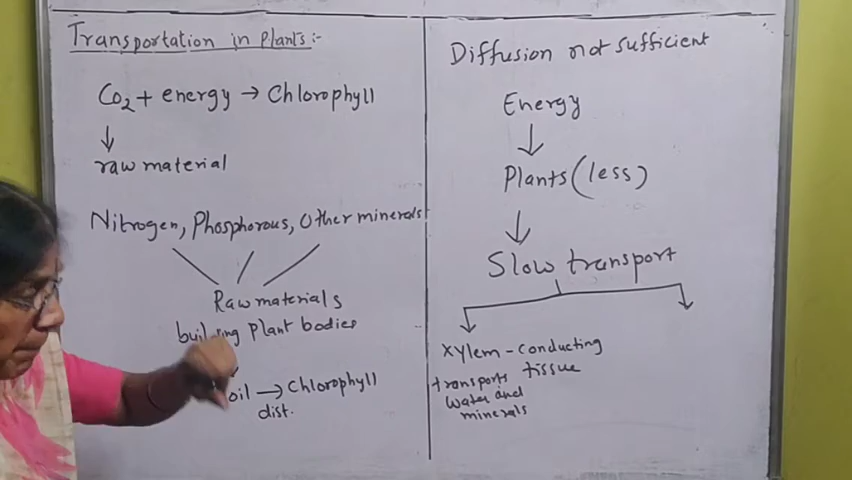 Transportation in plants:-
CO2 + energy → Chlorophyll
↓
raw material
Nitrogen, Phosphorous, Other minerals
Raw materials
plant bodies
→ Chlorophyll
dist.
Diffusion not sufficient
Energy
↓
Plants (less)
↓
Slow transport
xylem - conducting
tissue
transports
water and
minerals